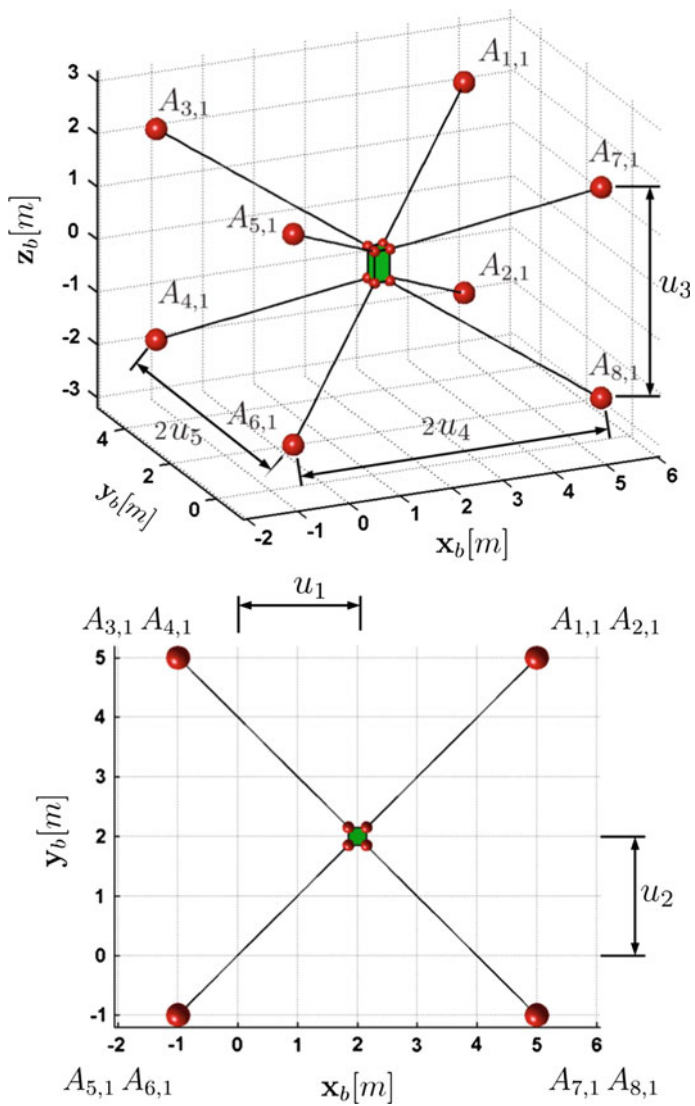 A_{1,1}
3
A_{3,1}
2
A_{7,1}
1
z_b[m]
A_{5,1}
0
A_{2,1}
-1
A_{4,1}
u_3
-2
A_{8,1}
-3
2u_5
A_{6,1}
2u_4
4
2
0
y_b[m]
-2 -1 0 1 2 3 4 5 6
x_b[m]
u_1
A_{3,1} A_{4,1}
A_{1,1} A_{2,1}
5
4
3
y_b[m]
2
1
u_2
0
-1
-2 -1 0 1 2 3 4 5 6
A_{5,1} A_{6,1}
x_b[m]
A_{7,1} A_{8,1}